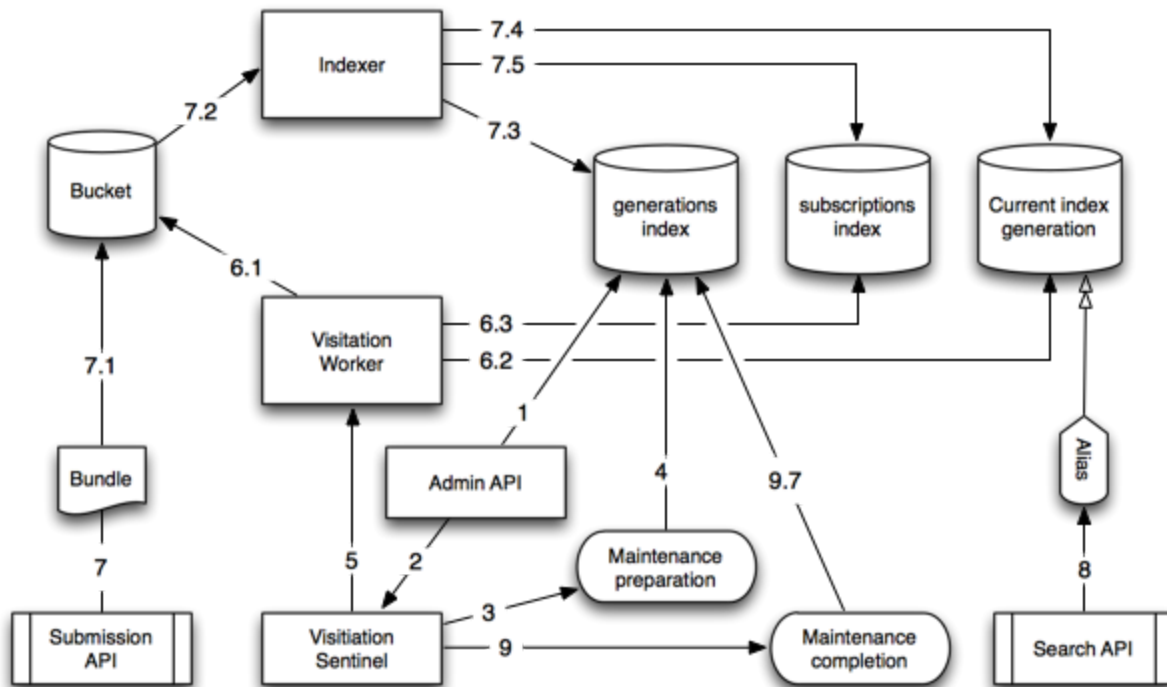 7.4
Indexer
7.5
7.2
7.3
Bucket
generations
index
subscriptions
index
Current index
generation
6.1
Visitation
Worker
6.3
6.2
7.1
1
Alias
Bundle
Admin API
4
9.7
7
5
2
Maintenance
preparation
8
3
Submission
API
Visitiation
Sentinel
9
Maintenance
completion
Search API